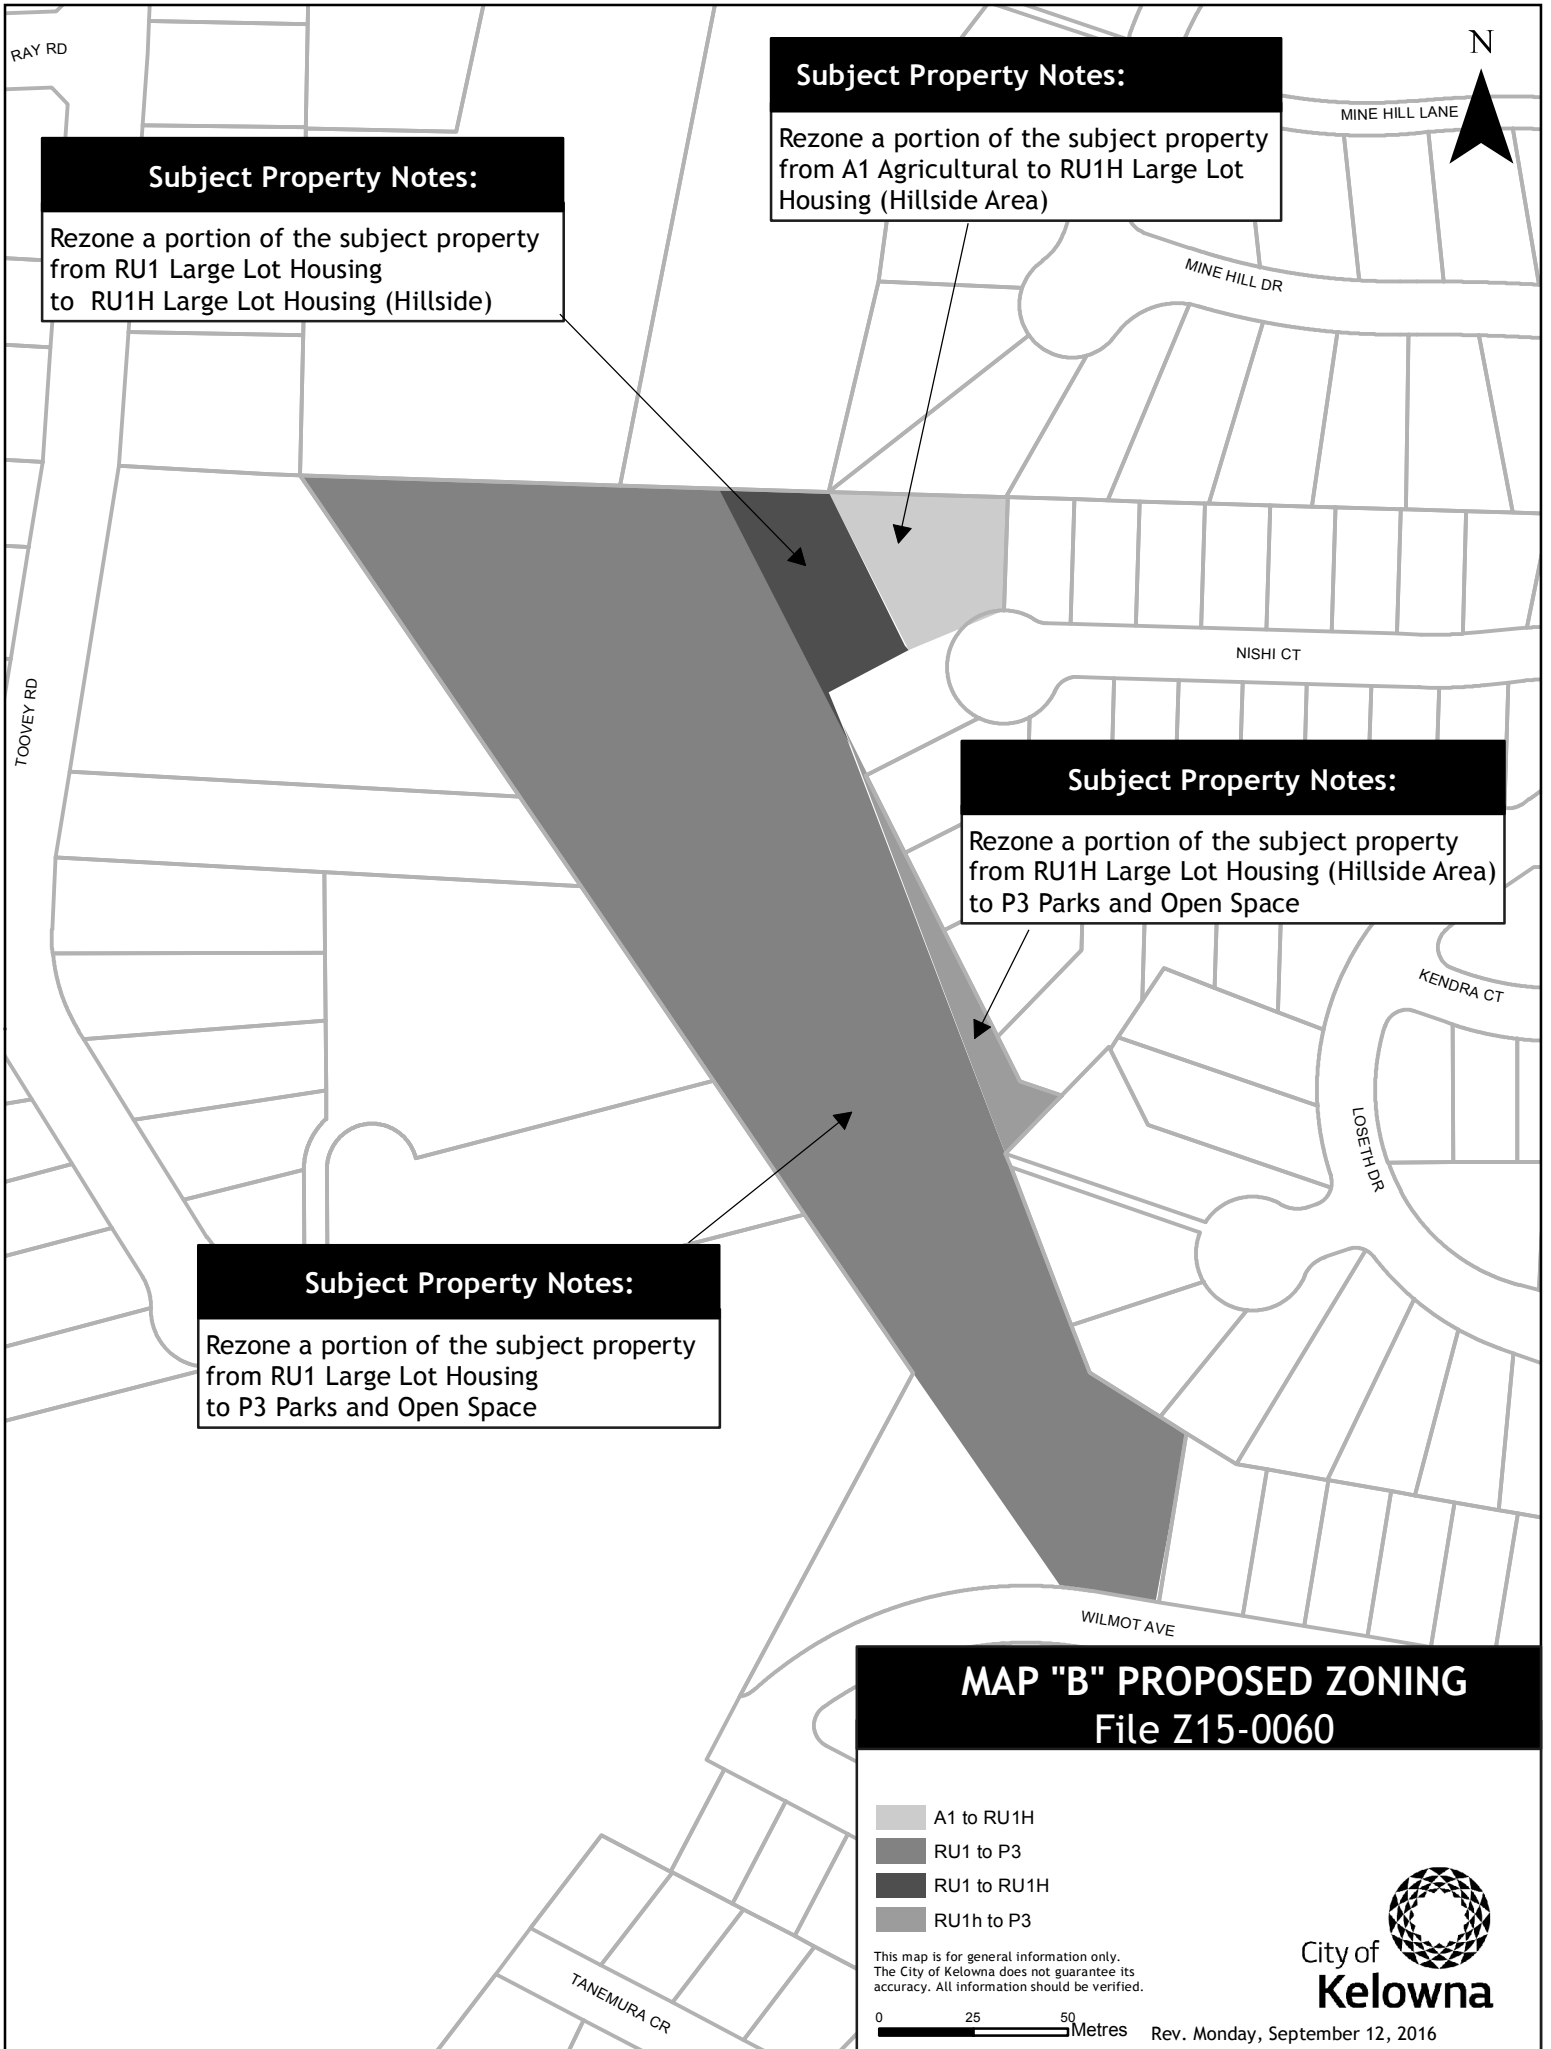 RAY RD
N
Subject Property Notes:
Rezone a portion of the subject property
from A1 Agricultural to RU1H Large Lot
Housing (Hillside Area)
MINE HILL LANE
Subject Property Notes:
Rezone a portion of the subject property
from RU1 Large Lot Housing
to RU1H Large Lot Housing (Hillside)
MINE HILL DR
NISHI CT
TOOVEY RD
Subject Property Notes:
Rezone a portion of the subject property
from RU1H Large Lot Housing (Hillside Area)
to P3 Parks and Open Space
KENDRA CT
LOSETH DR
Subject Property Notes:
Rezone a portion of the subject property
from RU1 Large Lot Housing
to P3 Parks and Open Space
WILMOT AVE
MAP "B" PROPOSED ZONING
File Z15-0060
A1 to RU1H
RU1 to P3
RU1 to RU1H
RU1h to P3
This map is for general information only.
The City of Kelowna does not guarantee its
accuracy. All information should be verified.
City of
Kelowna
TANEMURA CR
0 25 50
Metres
Rev. Monday, September 12, 2016